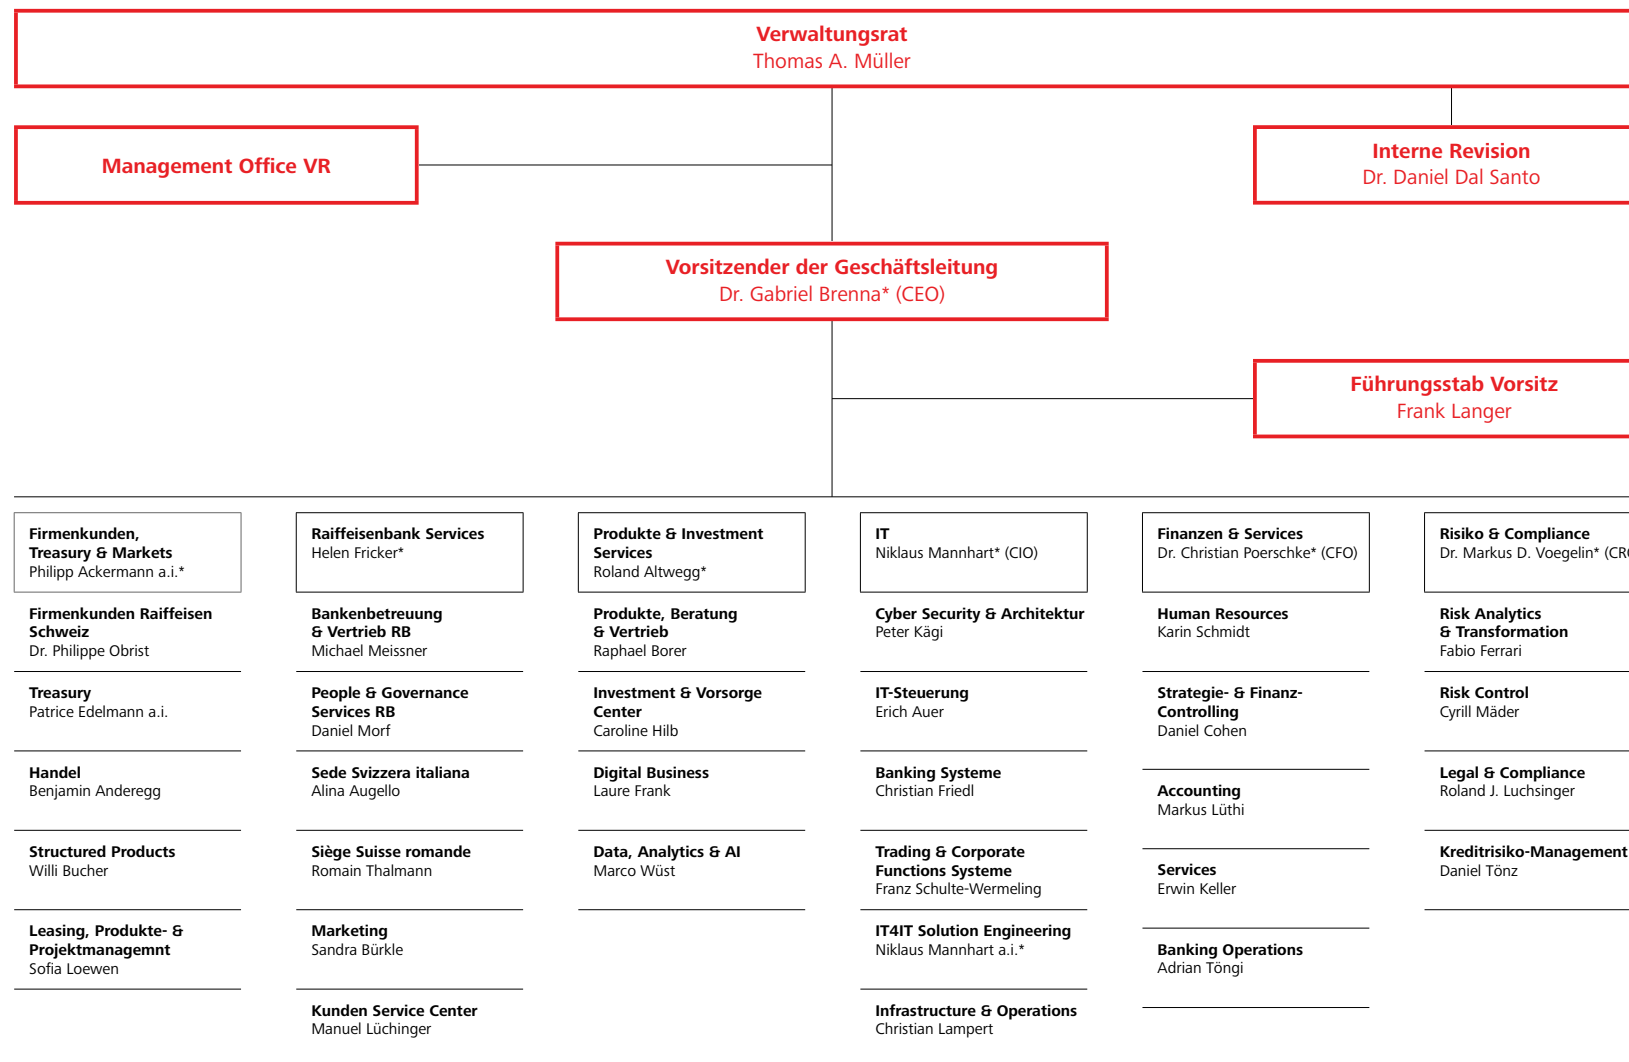 Verwaltungsrat
Thomas A. Müller
Management Office VR
Interne Revision
Dr. Daniel Dal Santo
Vorsitzender der Geschäftsleitung
Dr. Gabriel Brenna* (CEO)
Führungsstab Vorsitz
Frank Langer
Firmenkunden,
Treasury & Markets
Philipp Ackermann a.i.*
Firmenkunden Raiffeisen
Schweiz
Dr. Philippe Obrist
Treasury
Patrice Edelmann a.i.
Handel
Benjamin Anderegg
Structured Products
Willi Bucher
Leasing, Produkte- &
Projektmanagemnt
Sofia Loewen
Raiffeisenbank Services
Helen Fricker*
Bankenbetreuung
& Vertrieb RB
Michael Meissner
People & Governance
Services RB
Daniel Morf
Sede Svizzera italiana
Alina Augello
Siège Suisse romande
Romain Thalmann
Marketing
Sandra Bürkle
Kunden Service Center
Manuel Lüchinger
Produkte & Investment
Services
Roland Altwegg*
Produkte, Beratung
& Vertrieb
Raphael Borer
Investment & Vorsorge
Center
Caroline Hilb
Digital Business
Laure Frank
Data, Analytics & AI
Marco Wüst
IT
Niklaus Mannhart* (CIO)
Cyber Security & Architektur
Peter Kägi
IT-Steuerung
Erich Auer
Banking Systeme
Christian Friedl
Trading & Corporate
Functions Systeme
Franz Schulte-Wermeling
IT4IT Solution Engineering
Niklaus Mannhart a.i.*
Infrastructure & Operations
Christian Lampert
Finanzen & Services
Dr. Christian Poerschke* (CFO)
Human Resources
Karin Schmidt
Strategie- & Finanz-
Controlling
Daniel Cohen
Accounting
Markus Lüthi
Services
Erwin Keller
Banking Operations
Adrian Töngi
Risiko & Compliance
Dr. Markus D. Voegelin*
Risk Analytics
& Transformation
Fabio Ferrari
Risk Control
Cyrill Mäder
Legal & Compliance
Roland J. Luchsinger
Kreditrisiko-Management
Daniel Tönz